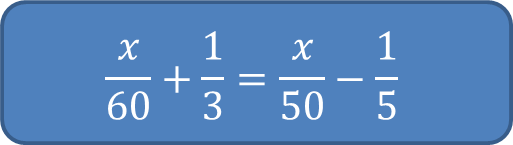 x/60 + 1/3 = x/50 − 1/5